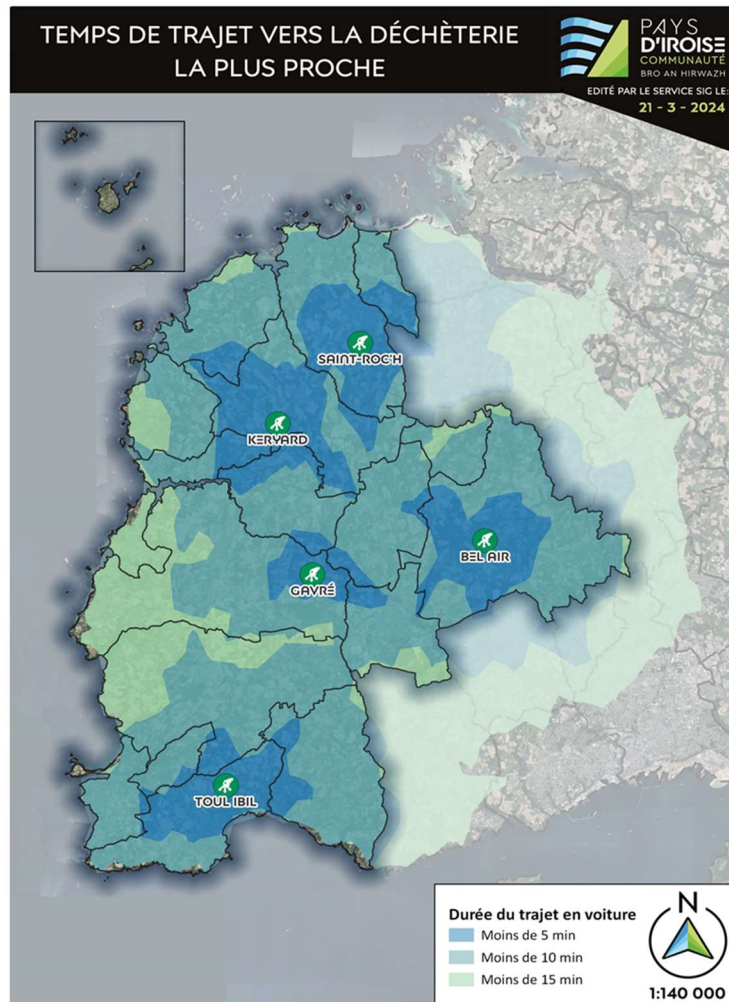 TEMPS DE TRAJET VERS LA DÉCHÈTERIE
LA PLUS PROCHE
PAYS
D'IROISE
COMMUNAUTÉ
BRO AN HIRWAZH
EDITÉ PAR LE SERVICE SIG LE:
21 - 3 - 2024
SAINT-ROC'H
KERYARD
BEL AIR
GAVRÉ
TOUL IBIL
Durée du trajet en voiture
Moins de 5 min
Moins de 10 min
Moins de 15 min
N
1:140 000